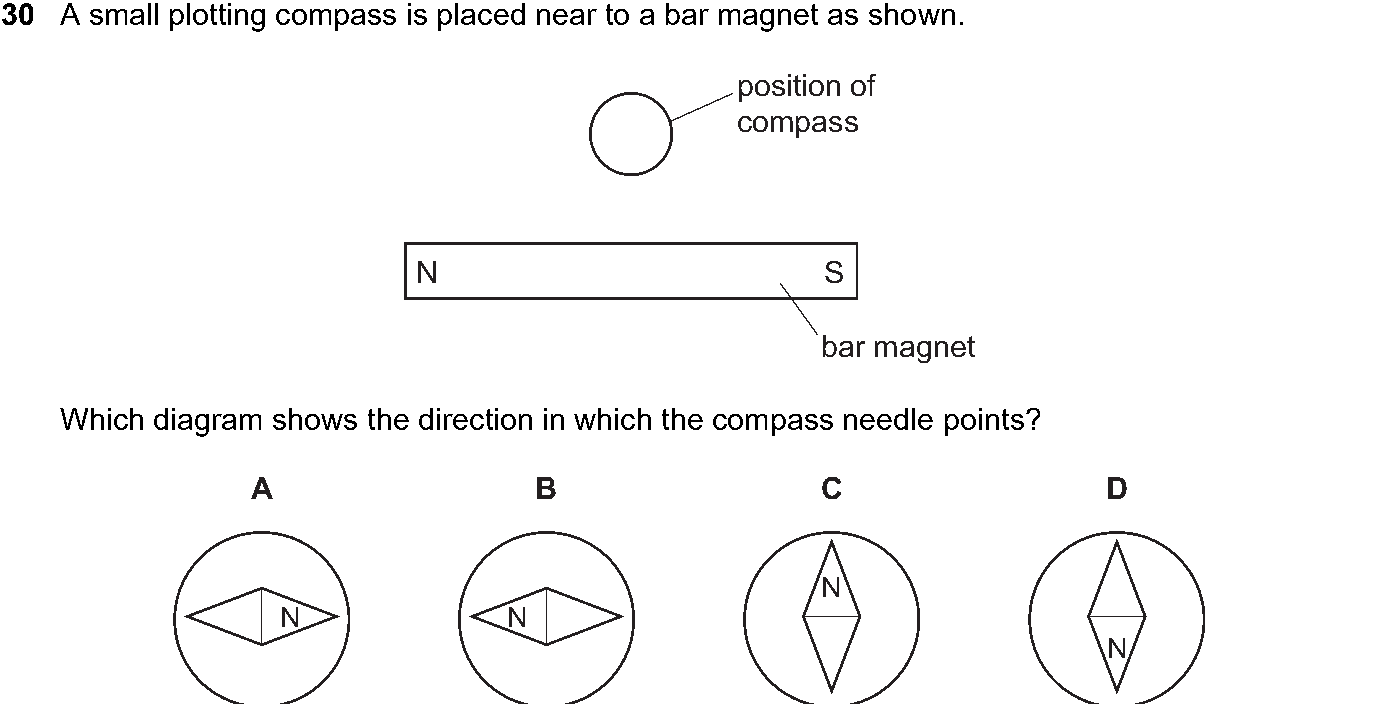 30 A small plotting compass is placed near to a bar magnet as shown.
position of
compass
N S
bar magnet
Which diagram shows the direction in which the compass needle points?
A B C D
N N N N